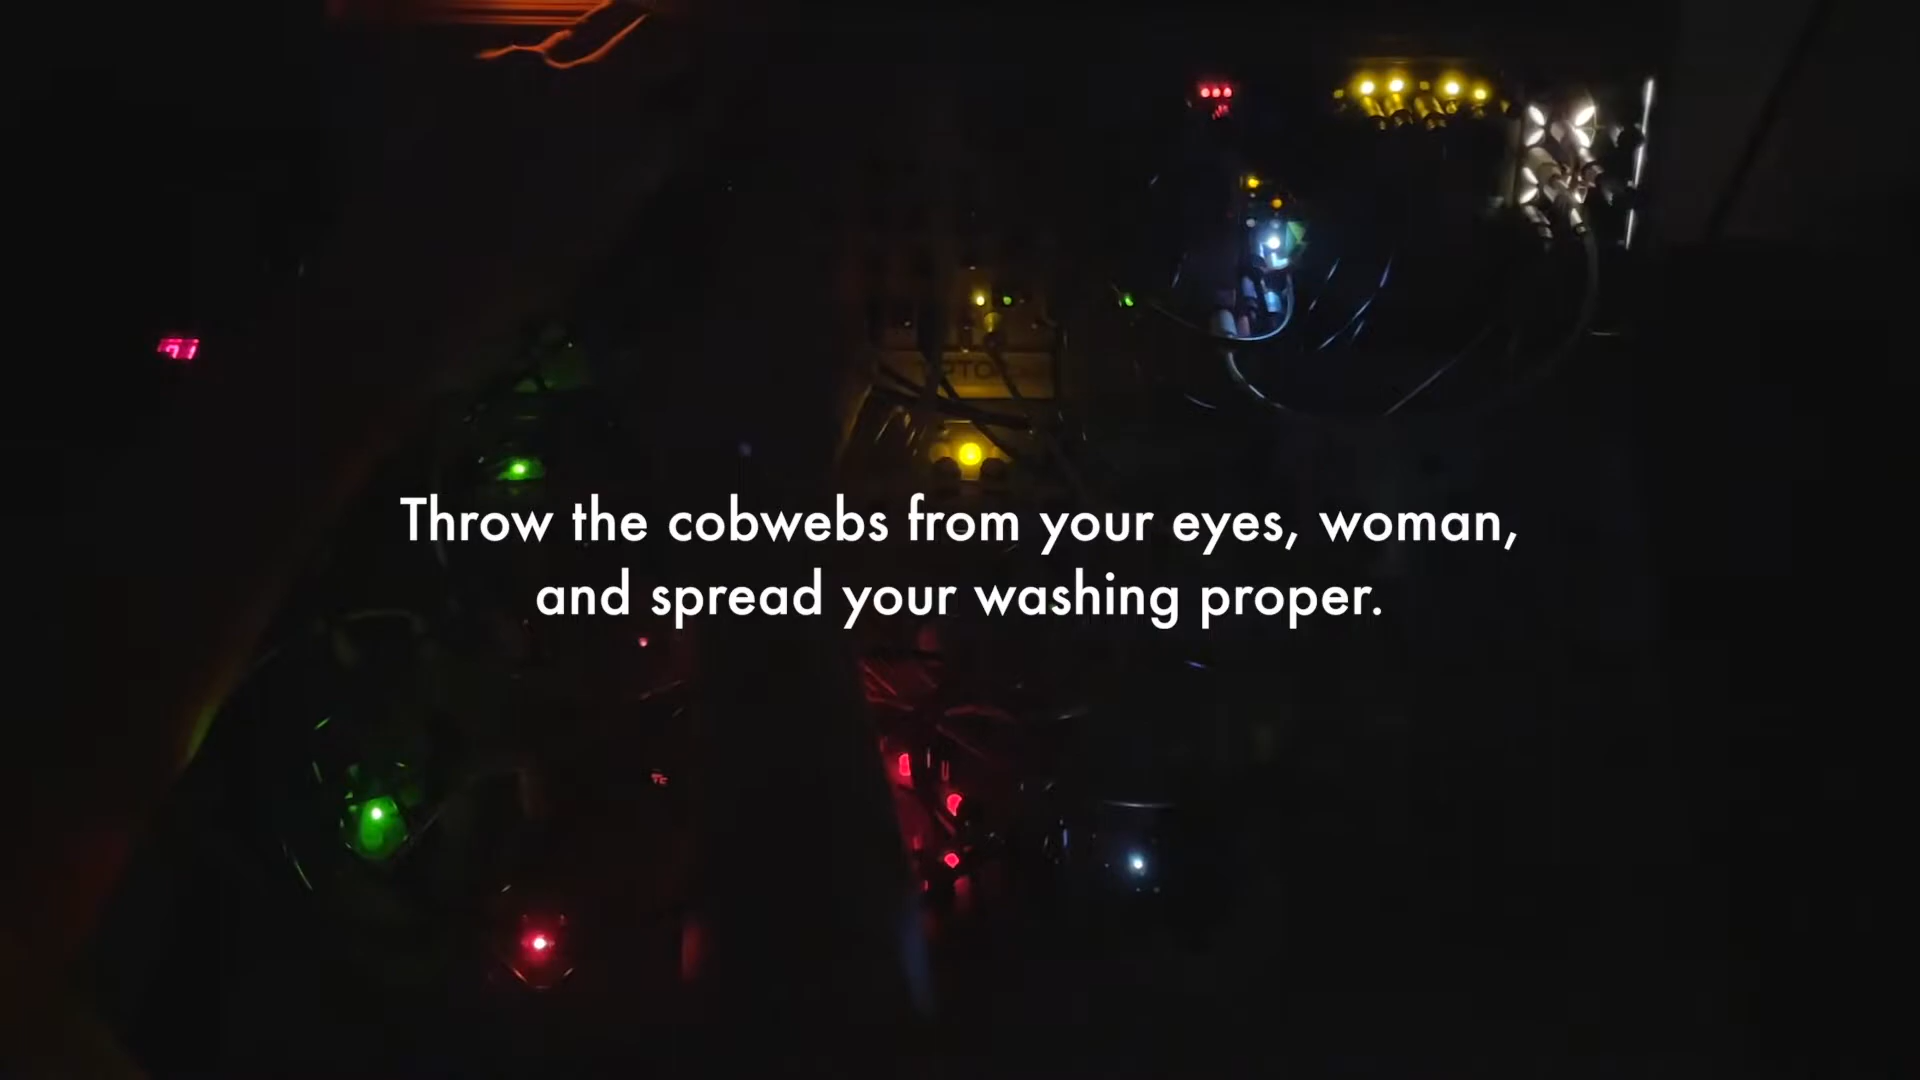 Throw the cobwebs from your eyes, woman,
and spread your washing proper.